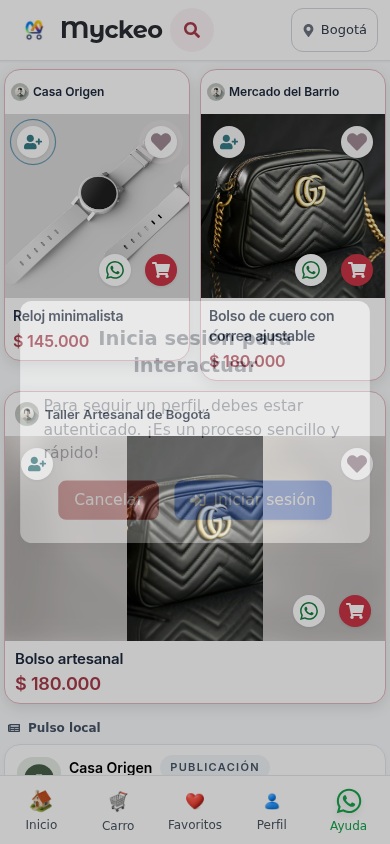 Myckeo
Bogotá
Casa Origen
Mercado del Barrio
Reloj minimalista
$ 145.000
Bolso de cuero con
correa ajustable
$ 180.000
Inicia sesión para
interactuar
Para seguir un perfil, debes estar
autenticado. ¡Es un proceso sencillo y
rápido!
Cancelar
Iniciar sesión
Taller Artesanal de Bogotá
Bolso artesanal
$ 180.000
Pulso local
Casa Origen
PUBLICACIÓN
Inicio
Carro
Favoritos
Perfil
Ayuda